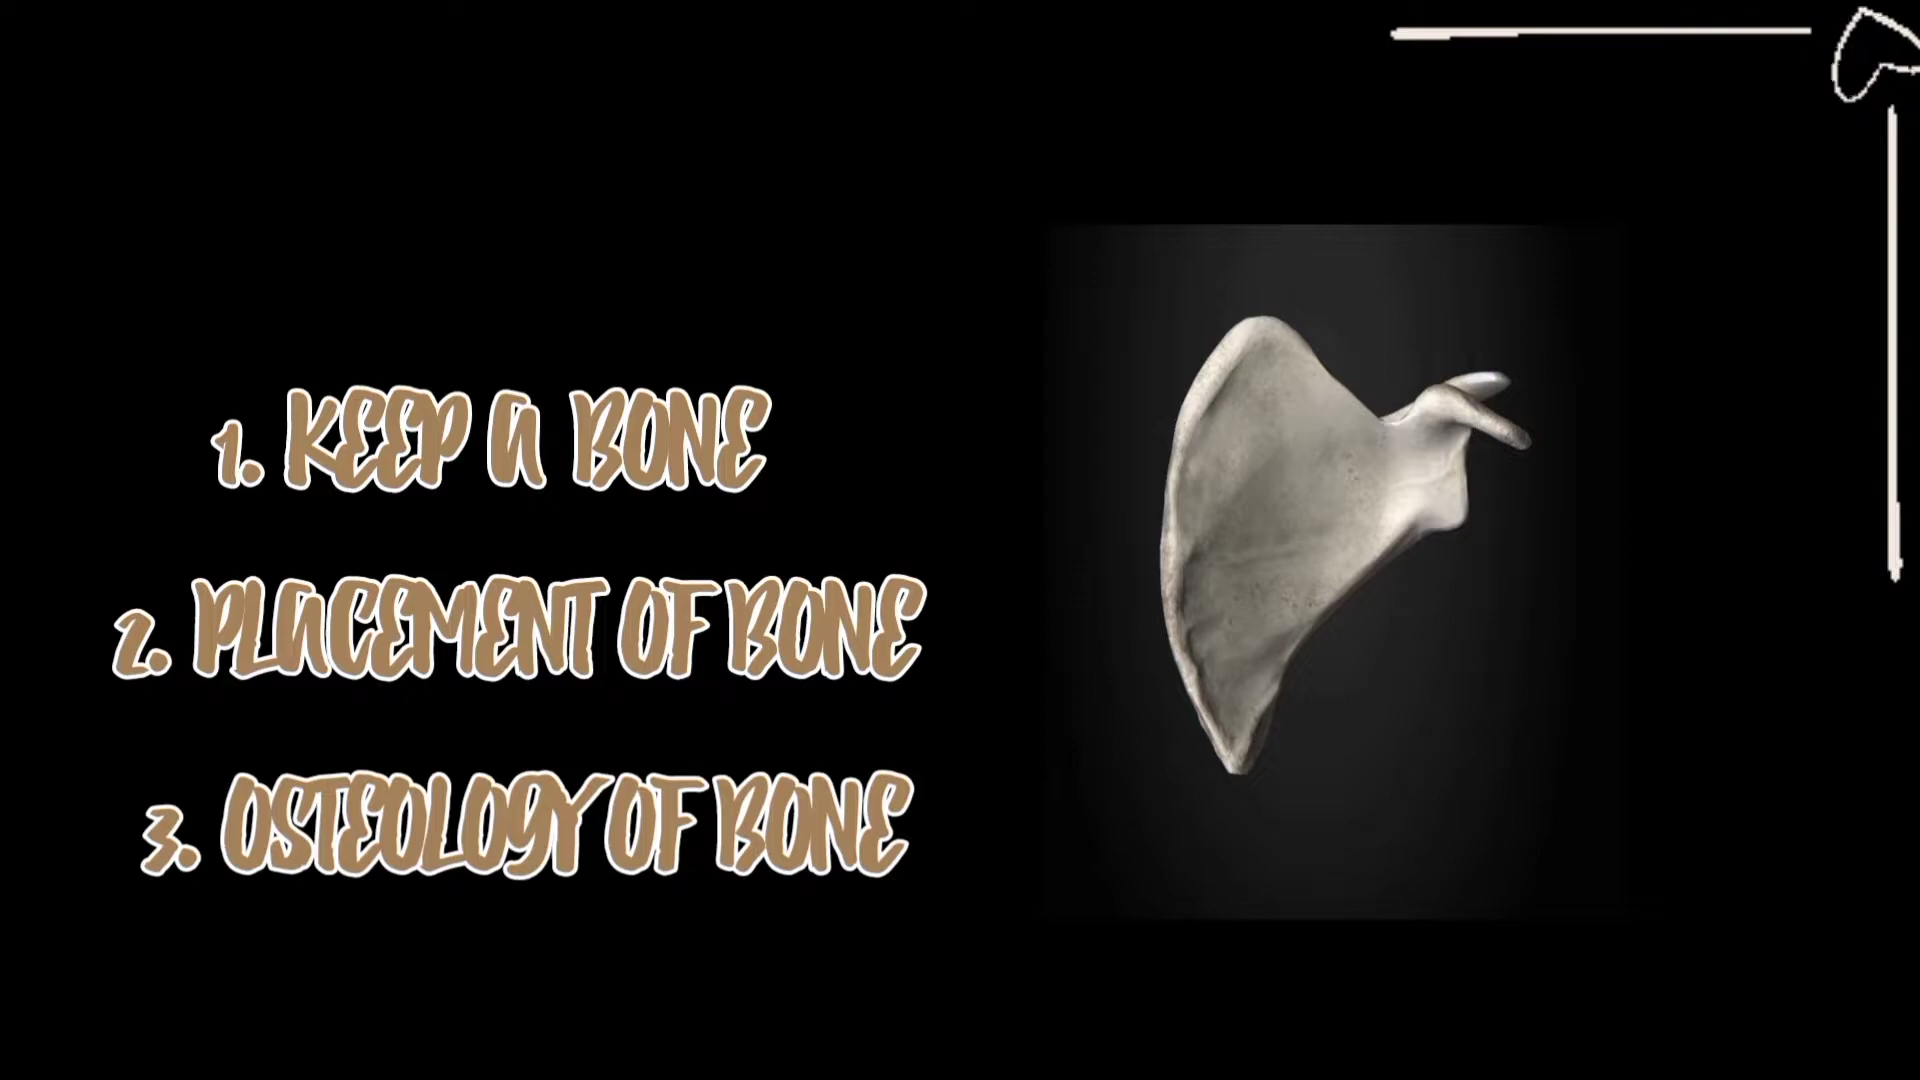 1. KEEP A BONE
2. PLACEMENT OF BONE
3. OSTEOLOGY OF BONE